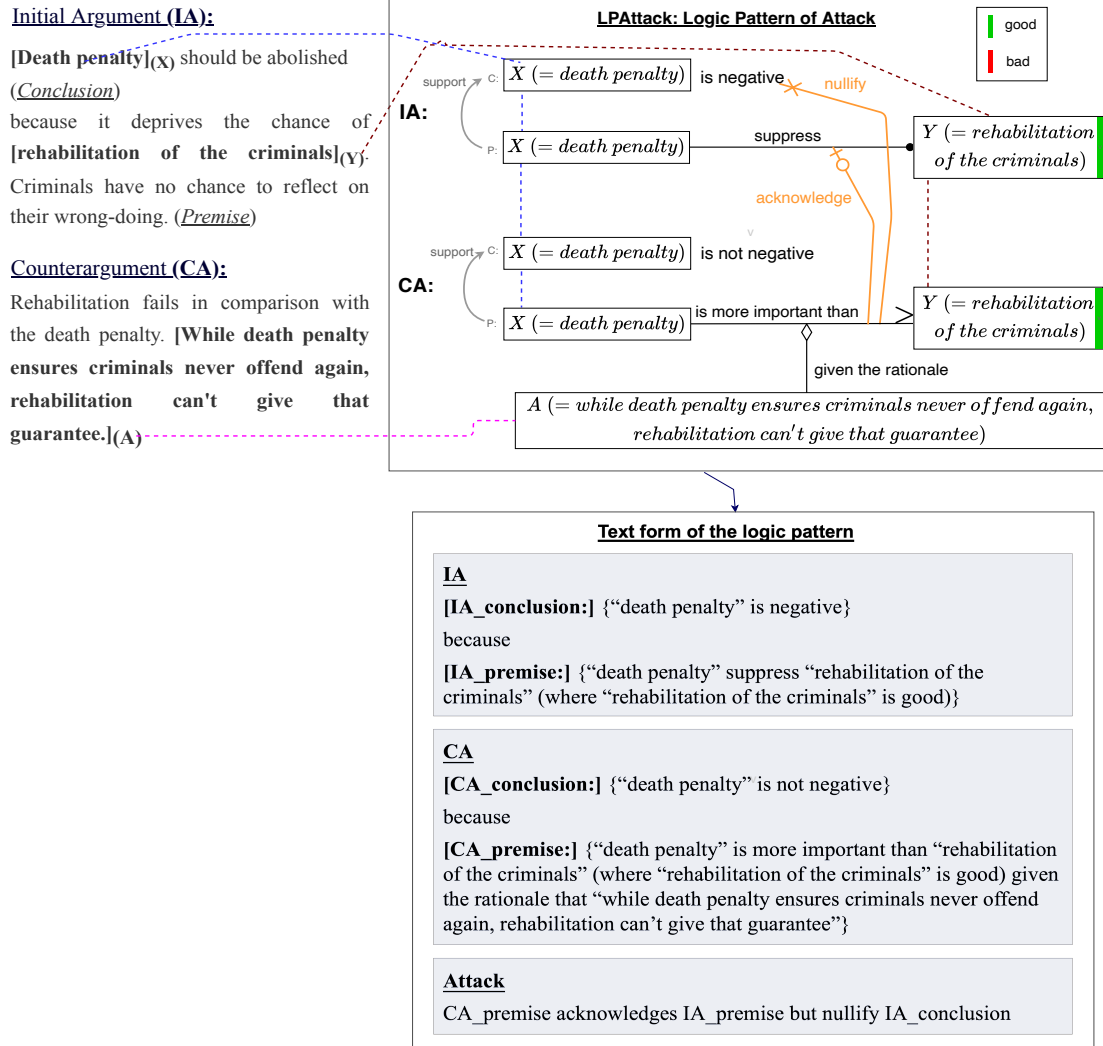 Initial Argument (IA):
[Death penalty](X) should be abolished
(Conclusion)
because it deprives the chance of
[rehabilitation of the criminals](Y).
Criminals have no chance to reflect on
their wrong-doing. (Premise)
Counterargument (CA):
Rehabilitation fails in comparison with
the death penalty. [While death penalty
ensures criminals never offend again,
rehabilitation can't give that
guarantee.](A)
LPAttack: Logic Pattern of Attack
good
bad
IA:
support
C:
X (= death penalty)
is negative
nullify
P:
X (= death penalty)
suppress
Y (= rehabilitation
of the criminals)
acknowledge
v
CA:
support
C:
X (= death penalty)
is not negative
P:
X (= death penalty)
is more important than
Y (= rehabilitation
of the criminals)
given the rationale
A (= while death penalty ensures criminals never offend again,
rehabilitation can't give that guarantee)
Text form of the logic pattern
IA
[IA_conclusion:] {“death penalty” is negative}
because
[IA_premise:] {“death penalty” suppress “rehabilitation of the
criminals” (where “rehabilitation of the criminals” is good)}
CA
[CA_conclusion:] {“death penalty” is not negative}
because
[CA_premise:] {“death penalty” is more important than “rehabilitation
of the criminals” (where “rehabilitation of the criminals” is good) given
the rationale that “while death penalty ensures criminals never offend
again, rehabilitation can’t give that guarantee”}
Attack
CA_premise acknowledges IA_premise but nullify IA_conclusion